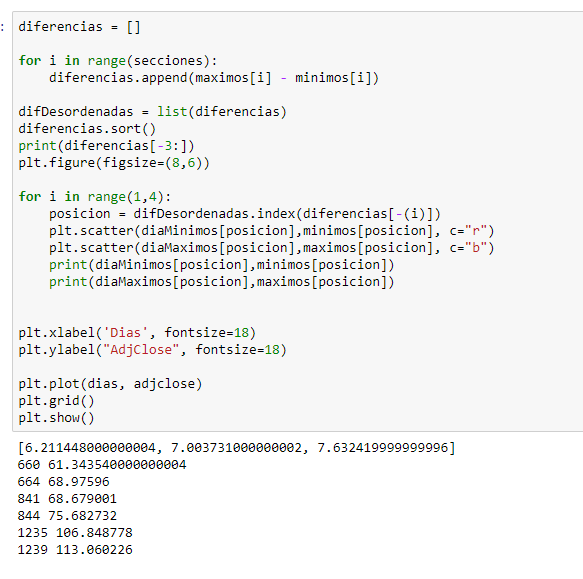 : diferencias = []
for i in range(secciones):
    diferencias.append(maximos[i] - minimos[i])
difDesordenadas = list(diferencias)
diferencias.sort()
print(diferencias[-3:])
plt.figure(figsize=(8,6))
for i in range(1,4):
    posicion = difDesordenadas.index(diferencias[-(i)])
    plt.scatter(diaMinimos[posicion],minimos[posicion], c="r")
    plt.scatter(diaMaximos[posicion],maximos[posicion], c="b")
    print(diaMinimos[posicion],minimos[posicion])
    print(diaMaximos[posicion],maximos[posicion])
plt.xlabel('Dias', fontsize=18)
plt.ylabel("AdjClose", fontsize=18)
plt.plot(dias, adjclose)
plt.grid()
plt.show()
[6.211448000000004, 7.003731000000002, 7.632419999999996]
660 61.343540000000004
664 68.97596
841 68.679001
844 75.682732
1235 106.848778
1239 113.060226